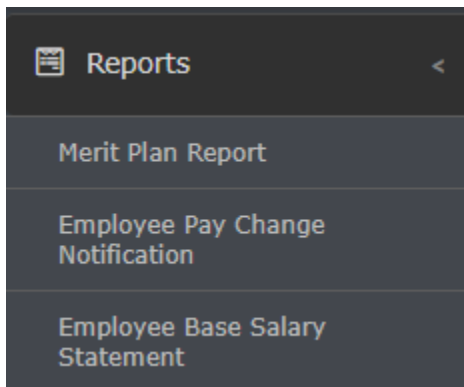 Reports
Merit Plan Report
Employee Pay Change
Notification
Employee Base Salary
Statement